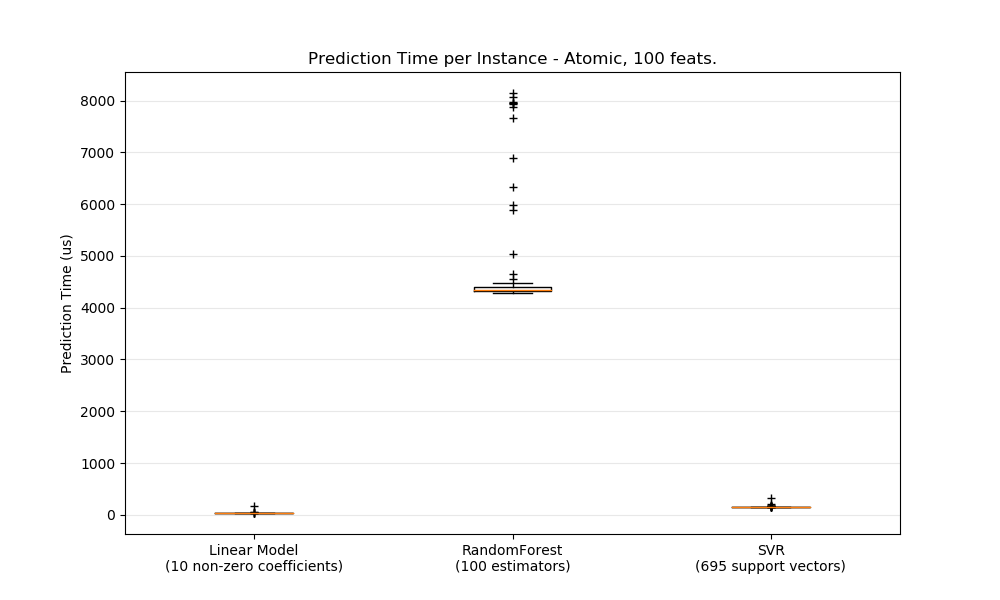 Prediction Time per Instance - Atomic, 100 feats.
Prediction Time (us)
8000
7000
6000
5000
4000
3000
2000
1000
0
Linear Model
(10 non-zero coefficients)
RandomForest
(100 estimators)
SVR
(695 support vectors)